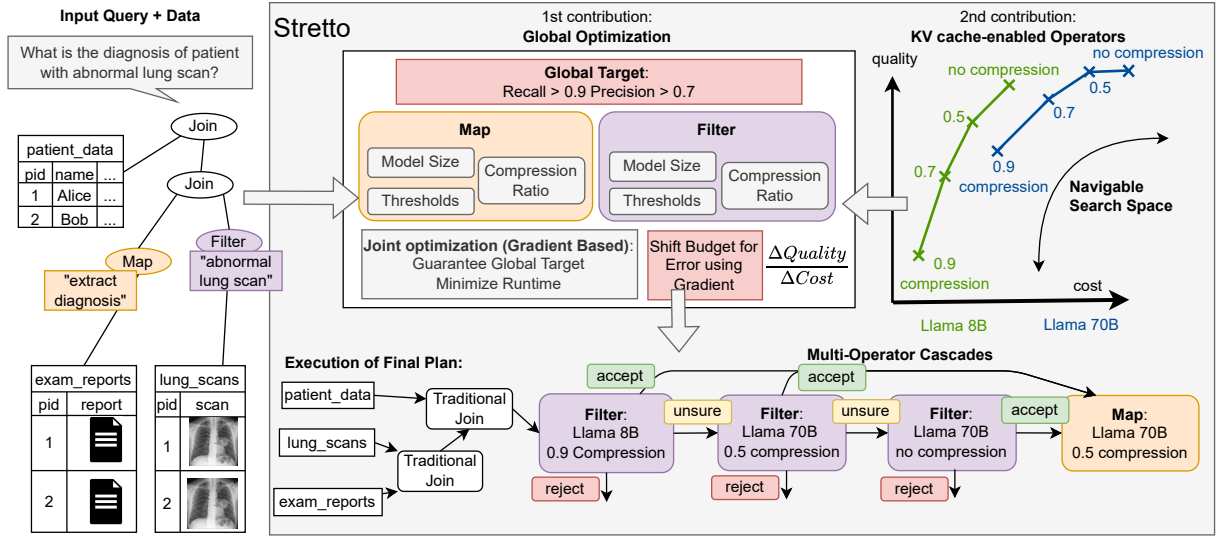 Input Query + Data
What is the diagnosis of patient
with abnormal lung scan?
Join
patient_data
pid name ...
1 Alice ...
2 Bob ...
Join
Map
"extract
diagnosis"
Filter
"abnormal
lung scan"
exam_reports
pid report
1
2
lung_scans
pid scan
1
2
Stretto
1st contribution:
Global Optimization
Global Target:
Recall > 0.9 Precision > 0.7
Map
Model Size
Thresholds
Compression
Ratio
Filter
Model Size
Thresholds
Compression
Ratio
Joint optimization (Gradient Based):
Guarantee Global Target
Minimize Runtime
Shift Budget for
Error using
Gradient
ΔQuality
ΔCost
2nd contribution:
KV cache-enabled Operators
quality
no compression
0.5
0.7
0.9
compression
no compression
0.5
0.7
0.9
compression
Navigable
Search Space
cost
Llama 8B
Llama 70B
Execution of Final Plan:
patient_data
lung_scans
exam_reports
Traditional
Join
Traditional
Join
Multi-Operator Cascades
accept
accept
Filter:
Llama 8B
0.9 Compression
unsure
Filter:
Llama 70B
0.5 compression
unsure
Filter:
Llama 70B
no compression
accept
Map:
Llama 70B
0.5 compression
reject
reject
reject